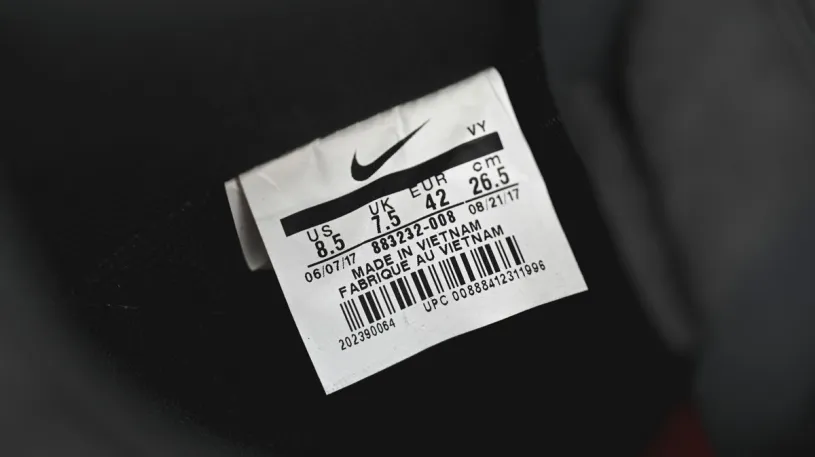 VY
US UK EUR cm
8.5 7.5 42 26.5
06/07/17 883232-008 08/21/17
MADE IN VIETNAM
FABRIQUE AU VIETNAM
202390064 UPC 00888412311996